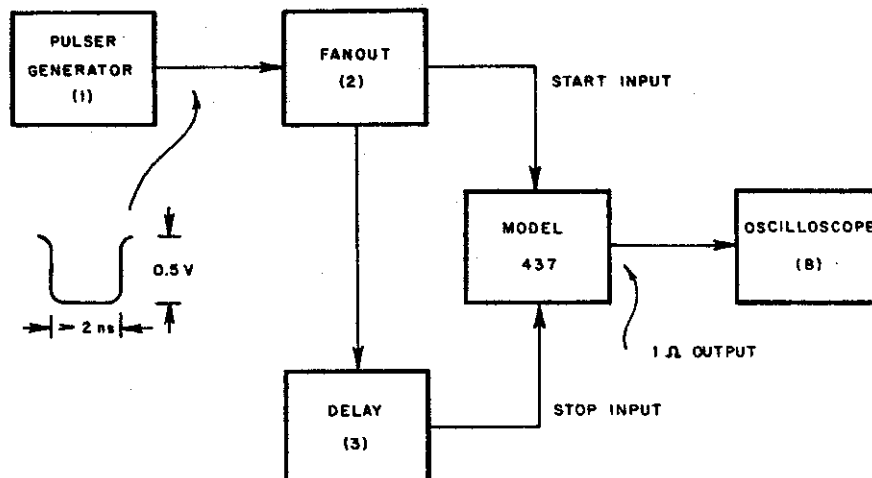 PULSER
GENERATOR
(1)
FANOUT
(2)
START INPUT
0.5 V
> 2 ns
MODEL
437
OSCILLOSCOPE
(8)
1 Ω OUTPUT
DELAY
(3)
STOP INPUT